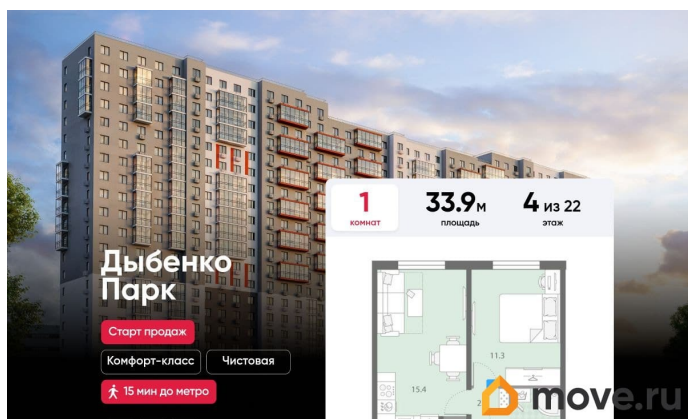 1
комнат
33.9м
площадь
4 из 22
этаж
Дыбенко
Парк
Старт продаж
Комфорт-класс
Чистовая
15 мин до метро
15.4
11.3
2
move.ru